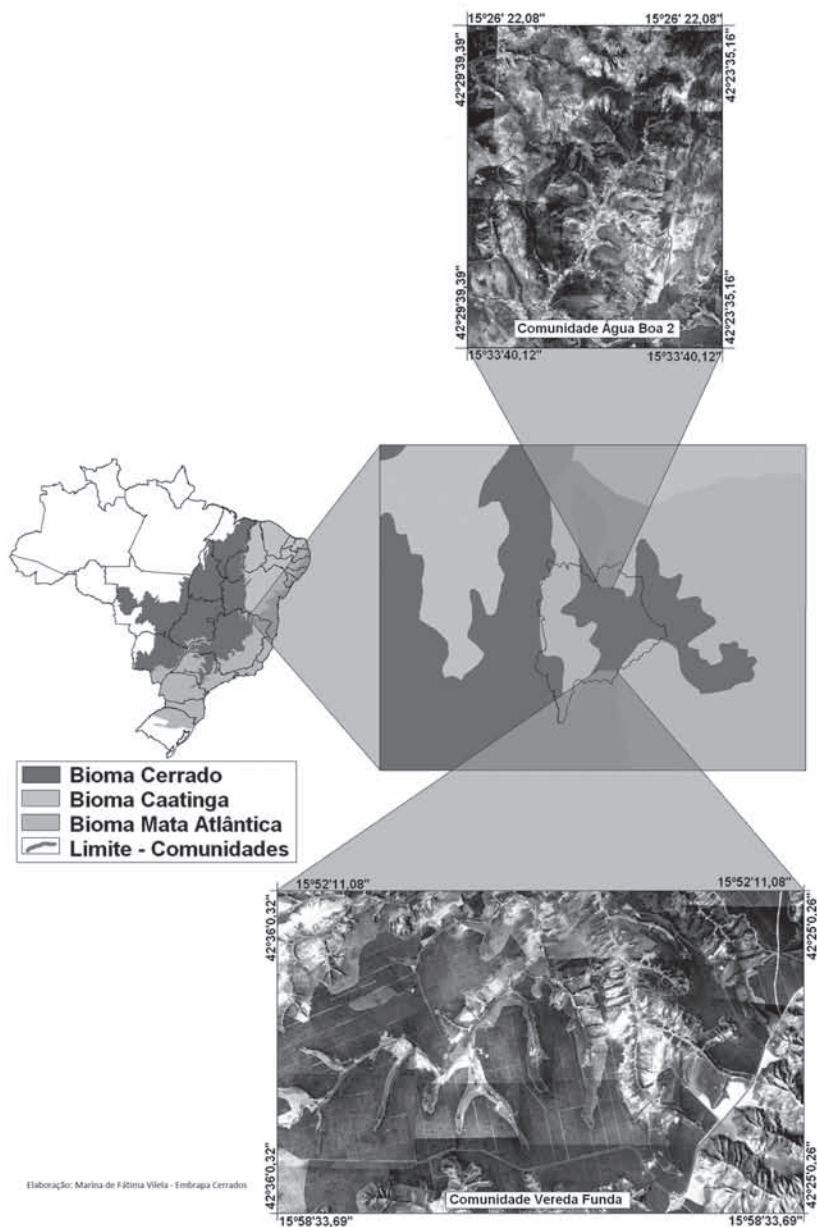 15°26' 22,08" 15°26' 22,08"
42°29'39,39" 42°23'35,16"
42°29'39,39" 42°23'35,16"
Comunidade Água Boa 2
15°33'40,12" 15°33'40,12"
Bioma Cerrado
Bioma Caatinga
Bioma Mata Atlântica
Limite - Comunidades
15°52'11,08" 15°52'11,08"
42°36'0,32" 42°25'0,26"
42°36'0,32" 42°25'0,26"
Elaboração: Marina de Fátima Vilela - Embrapa Cerrados
Comunidade Vereda Funda
15°58'33,69" 15°58'33,69"